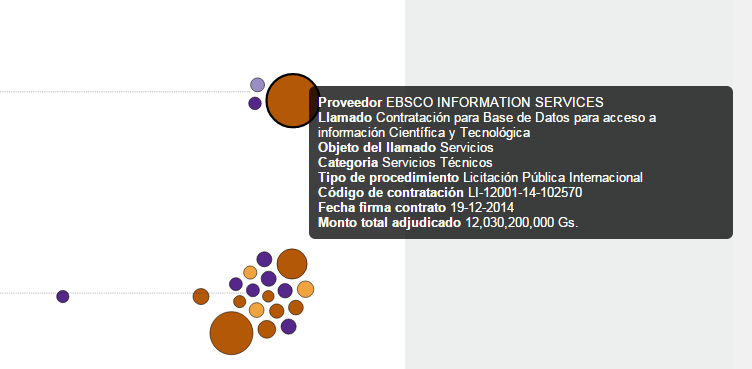 Proveedor EBSCO INFORMATION SERVICES
Llamado Contratación para Base de Datos para acceso a
información Científica y Tecnológica
Objeto del llamado Servicios
Categoria Servicios Técnicos
Tipo de procedimiento Licitación Pública Internacional
Código de contratación LI-12001-14-102570
Fecha firma contrato 19-12-2014
Monto total adjudicado 12,030,200,000 Gs.